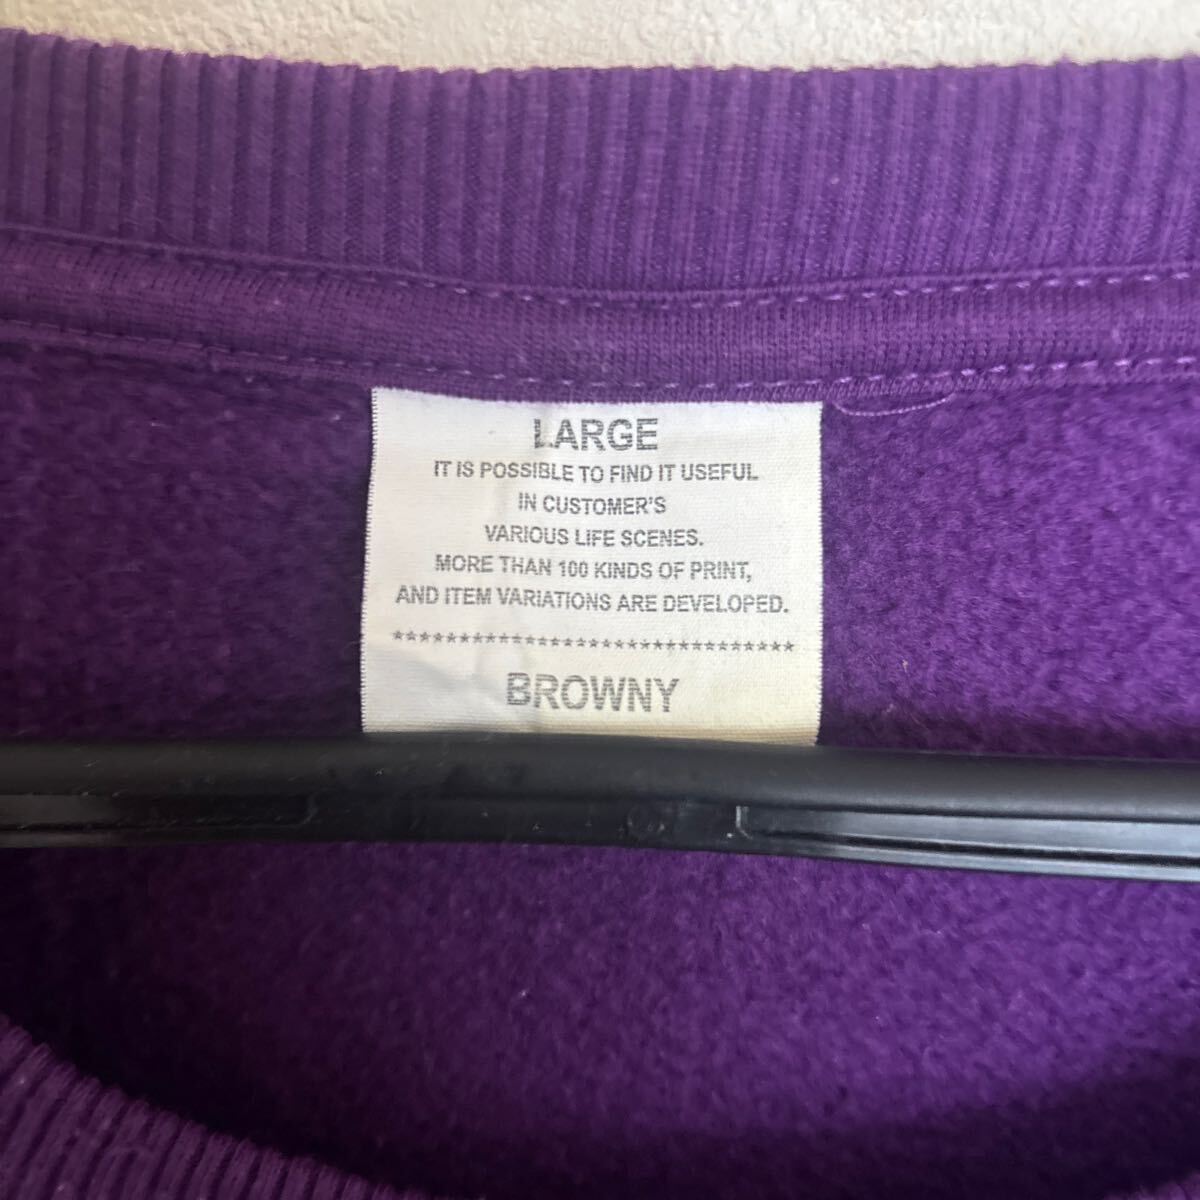 LARGE
IT IS POSSIBLE TO FIND IT USEFUL
IN CUSTOMER'S
VARIOUS LIFE SCENES.
MORE THAN 100 KINDS OF PRINT,
AND ITEM VARIATIONS ARE DEVELOPED.
******************************
BROWNY